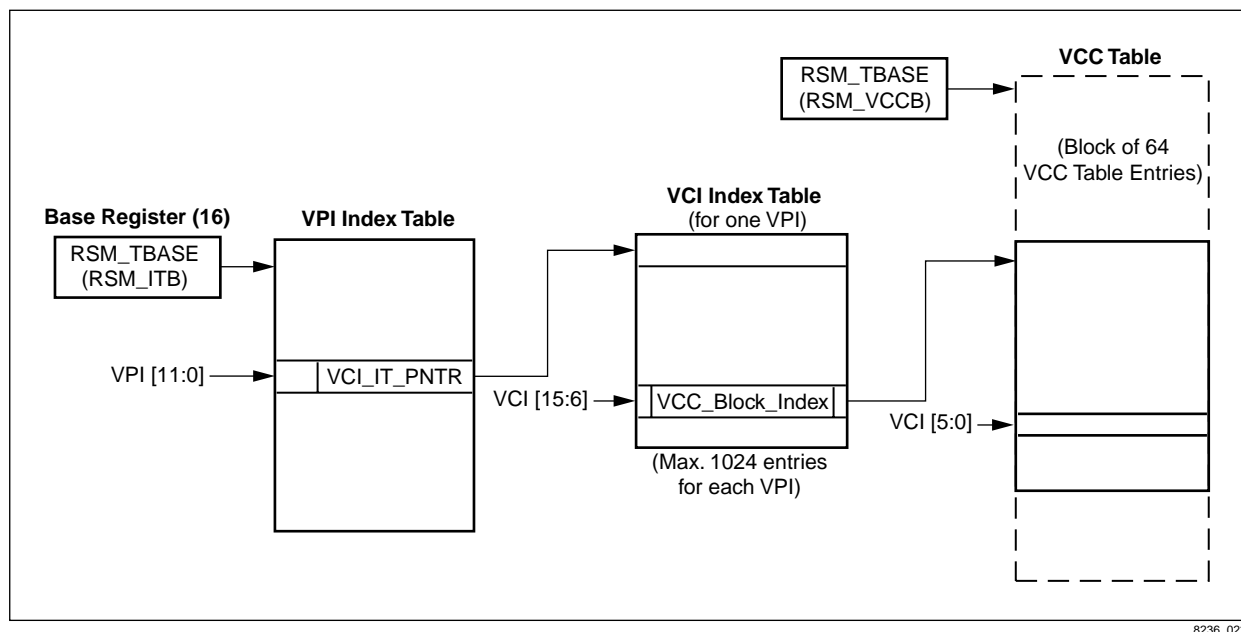 VCC Table
RSM_TBASE
(RSM_VCCB)
(Block of 64
VCC Table Entries)
Base Register (16)
RSM_TBASE
(RSM_ITB)
VPI Index Table
VCI Index Table
(for one VPI)
VPI [11:0]
VCI_IT_PNTR
VCI [15:6]
VCC_Block_Index
(Max. 1024 entries
for each VPI)
VCI [5:0]